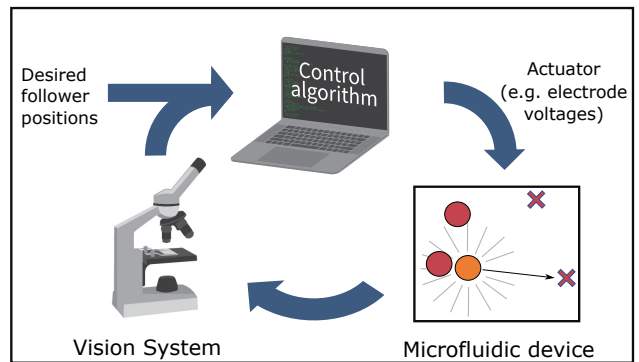 Desired
follower
positions
Control
algorithm
Actuator
(e.g. electrode
voltages)
Vision System
Microfluidic device